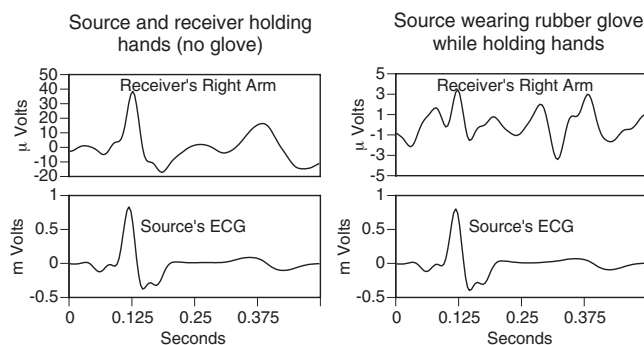 Source and receiver holding
hands (no glove)
Source wearing rubber glove
while holding hands
Receiver's Right Arm
50
40
30
20
10
0
-10
-20
μ Volts
Receiver's Right Arm
5
3
1
-1
-3
-5
μ Volts
Source's ECG
1
0.5
0
-0.5
m Volts
0 0.125 0.25 0.375
Seconds
Source's ECG
1
0.5
0
-0.5
m Volts
0 0.125 0.25 0.375
Seconds